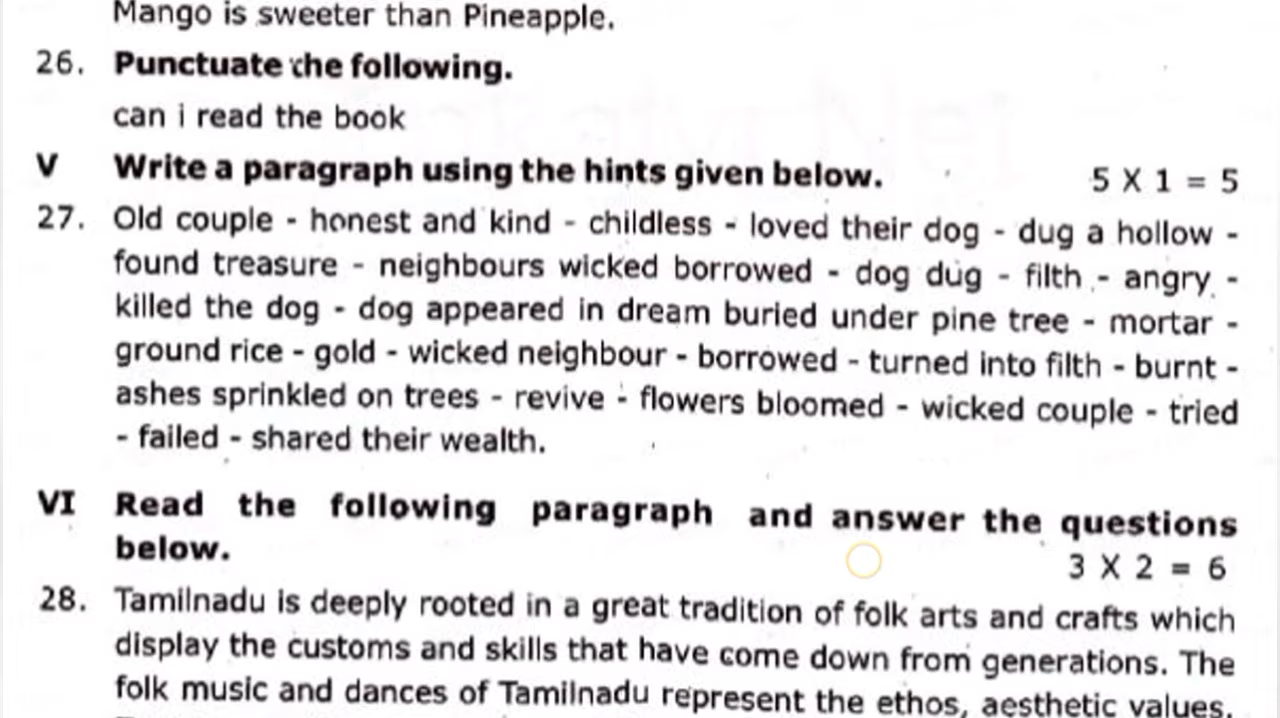 Mango is sweeter than Pineapple.
26. Punctuate the following.
can i read the book
V Write a paragraph using the hints given below. 5 X 1 = 5
27. Old couple - honest and kind - childless - loved their dog - dug a hollow -
found treasure - neighbours wicked borrowed - dog dug - filth - angry -
killed the dog - dog appeared in dream buried under pine tree - mortar -
ground rice - gold - wicked neighbour - borrowed - turned into filth - burnt -
ashes sprinkled on trees - revive - flowers bloomed - wicked couple - tried
- failed - shared their wealth.
VI Read the following paragraph and answer the questions
below. 3 X 2 = 6
28. Tamilnadu is deeply rooted in a great tradition of folk arts and crafts which
display the customs and skills that have come down from generations. The
folk music and dances of Tamilnadu represent the ethos, aesthetic values.